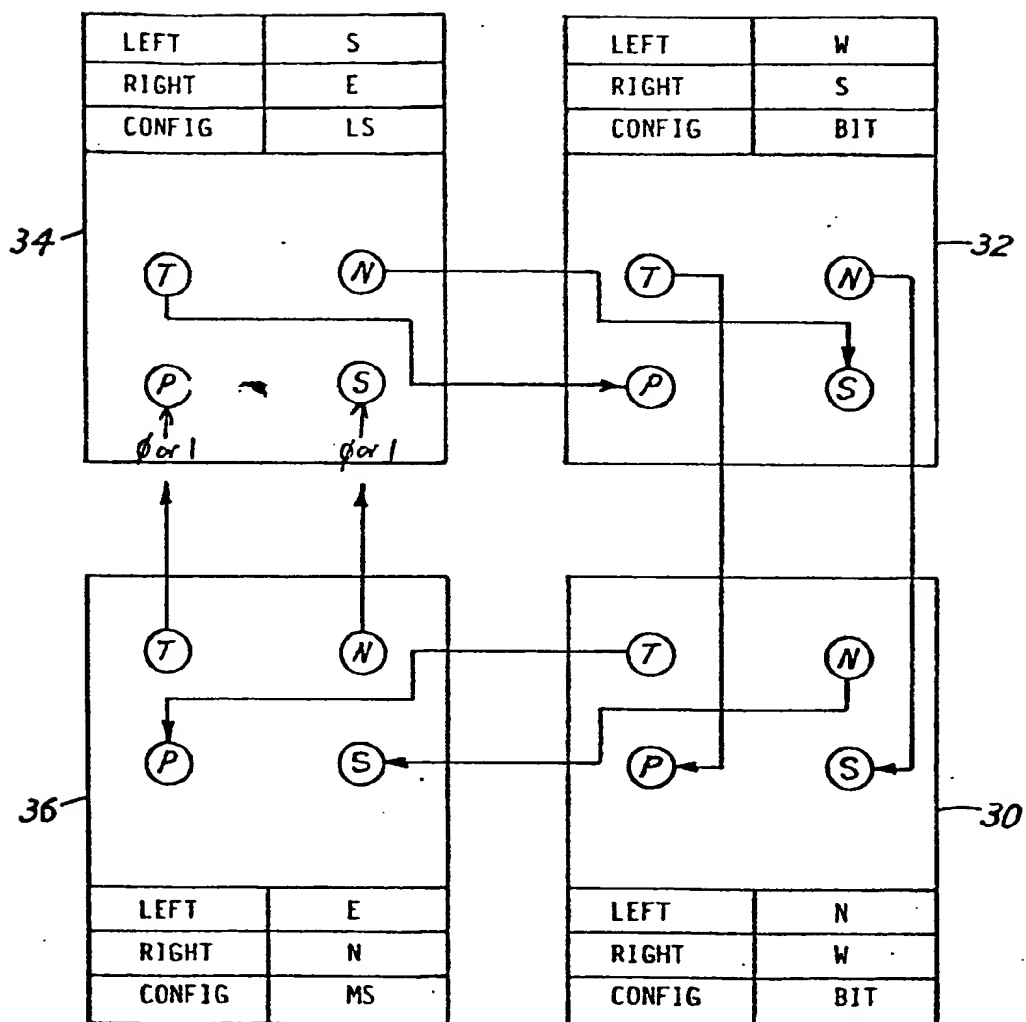 LEFT S
RIGHT E
CONFIG LS
LEFT W
RIGHT S
CONFIG BIT
34
T N
P S
ϕ or 1 ϕ or 1
T N
P S
32
T N
P S
36
LEFT E
RIGHT N
CONFIG MS
T N
P S
30
LEFT N
RIGHT W
CONFIG BIT